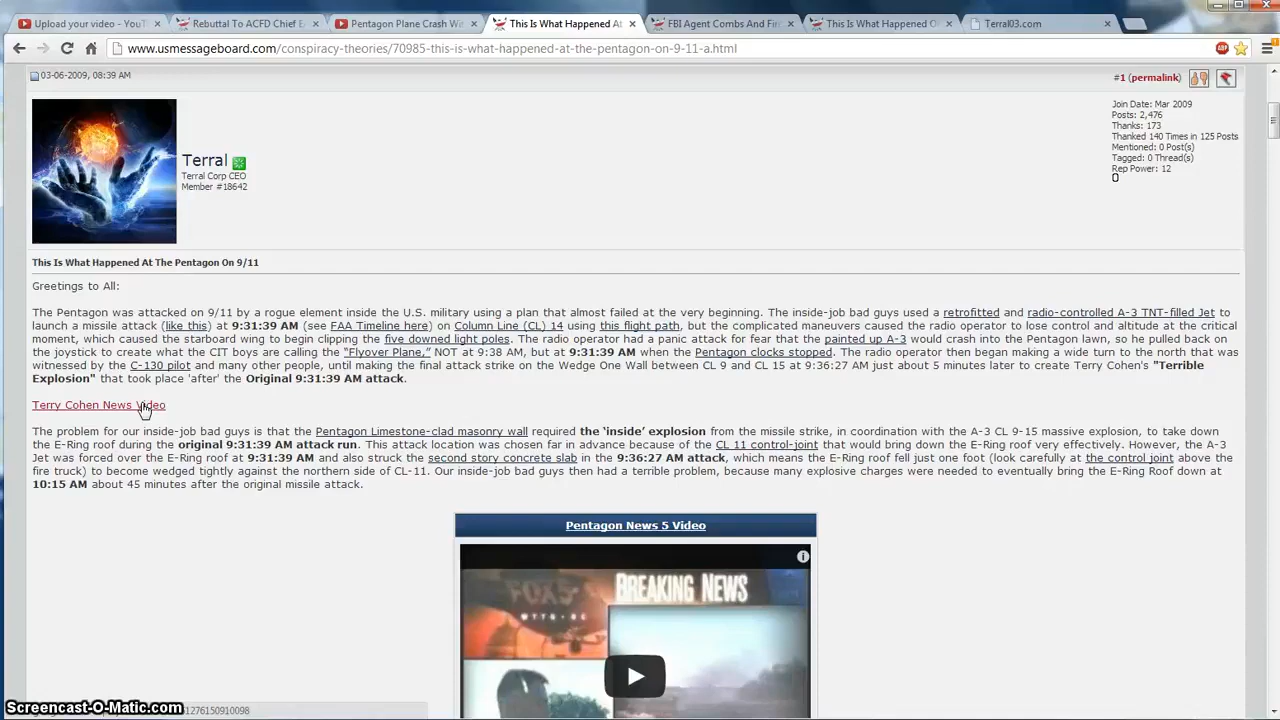 Upload your video - YouT
Rebuttal To ACFD Chief E
Pentagon Plane Crash Wi
This Is What Happened At
FBI Agent Combs And Fir
This Is What Happened O
Terral03.com
www.usmessageboard.com/conspiracy-theories/70985-this-is-what-happened-at-the-pentagon-on-9-11-a.html
03-06-2009, 08:39 AM
#1 (permalink)
Terral
Terral Corp CEO
Member #18642
Join Date: Mar 2009
Posts: 2,476
Thanks: 173
Thanked 140 Times in 125 Posts
Mentioned: 0 Post(s)
Tagged: 0 Thread(s)
Rep Power: 12
0
This Is What Happened At The Pentagon On 9/11
Greetings to All:
The Pentagon was attacked on 9/11 by a rogue element inside the U.S. military using a plan that almost failed at the very beginning. The inside-job bad guys used a retrofitted and radio-controlled A-3 TNT-filled Jet to
launch a missile attack (like this) at 9:31:39 AM (see FAA Timeline here) on Column Line (CL) 14 using this flight path, but the complicated maneuvers caused the radio operator to lose control and altitude at the critical
moment, which caused the starboard wing to begin clipping the five downed light poles. The radio operator had a panic attack for fear that the painted up A-3 would crash into the Pentagon lawn, so he pulled back on
the joystick to create what the CIT boys are calling the “Flyover Plane,” NOT at 9:38 AM, but at 9:31:39 AM when the Pentagon clocks stopped. The radio operator then began making a wide turn to the north that was
witnessed by the C-130 pilot and many other people, until making the final attack strike on the Wedge One Wall between CL 9 and CL 15 at 9:36:27 AM just about 5 minutes later to create Terry Cohen's "Terrible
Explosion" that took place 'after' the Original 9:31:39 AM attack.
Terry Cohen News Video
The problem for our inside-job bad guys is that the Pentagon Limestone-clad masonry wall required the ‘inside’ explosion from the missile strike, in coordination with the A-3 CL 9-15 massive explosion, to take down
the E-Ring roof during the original 9:31:39 AM attack run. This attack location was chosen far in advance because of the CL 11 control-joint that would bring down the E-Ring roof very effectively. However, the A-3
Jet was forced over the E-Ring roof at 9:31:39 AM and also struck the second story concrete slab in the 9:36:27 AM attack, which means the E-Ring roof fell just one foot (look carefully at the control joint above the
fire truck) to become wedged tightly against the northern side of CL-11. Our inside-job bad guys then had a terrible problem, because many explosive charges were needed to eventually bring the E-Ring Roof down at
10:15 AM about 45 minutes after the original missile attack.
Pentagon News 5 Video
FOX5
WTTG-DC
BREAKING NEWS
Screencast-O-Matic.com
1276150910098